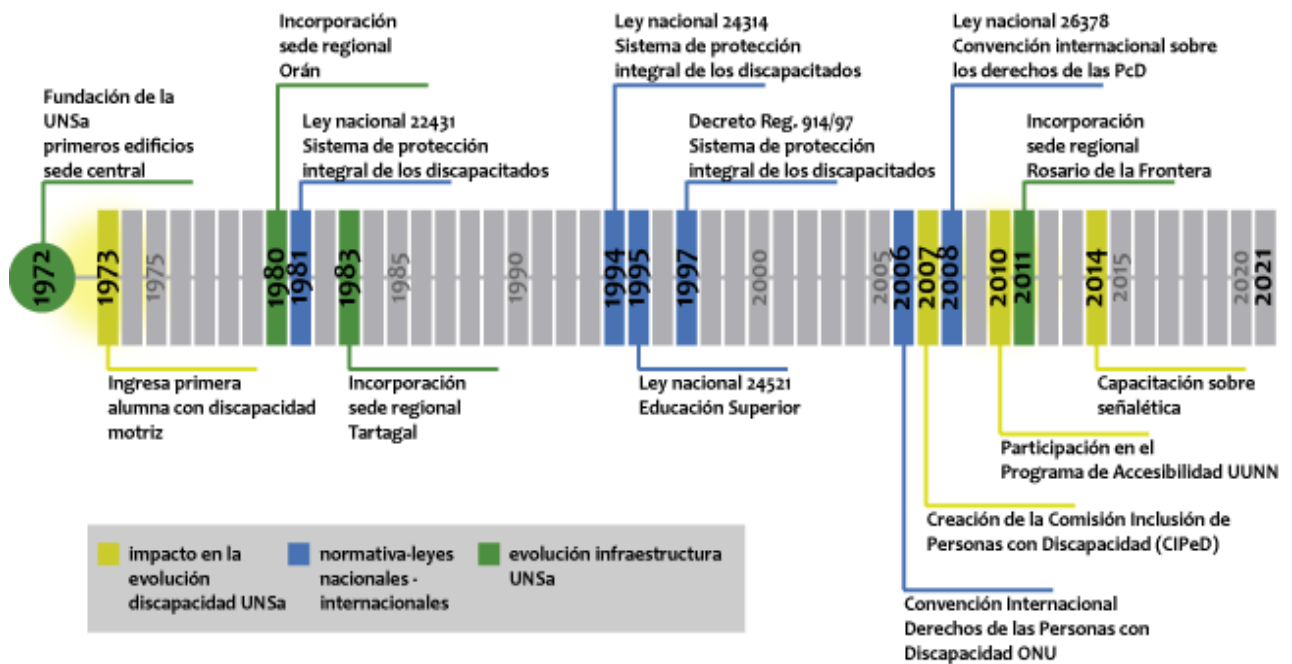 Incorporación
sede regional
Orán
Ley nacional 24314
Sistema de protección
integral de los discapacitados
Ley nacional 26378
Convención internacional sobre
los derechos de las PcD
Fundación de la
UNSa
primeros edificios
sede central
Ley nacional 22431
Sistema de protección
integral de los discapacitados
Decreto Reg. 914/97
Sistema de protección
integral de los discapacitados
Incorporación
sede regional
Rosario de la Frontera
1972
1973
1975
1980
1981
1983
1985
1990
1994
1995
1997
2000
2005
2006
2007
2008
2010
2011
2014
2015
2020
2021
Ingresa primera
alumna con discapacidad
motriz
Incorporación
sede regional
Tartagal
Ley nacional 24521
Educación Superior
Capacitación sobre
señalética
Participación en el
Programa de Accesibilidad UUNN
Creación de la Comisión Inclusión de
Personas con Discapacidad (CIPeD)
Convención Internacional
Derechos de las Personas con
Discapacidad ONU
impacto en la
evolución
discapacidad UNSa
normativa-leyes
nacionales -
internacionales
evolución infraestructura
UNSa